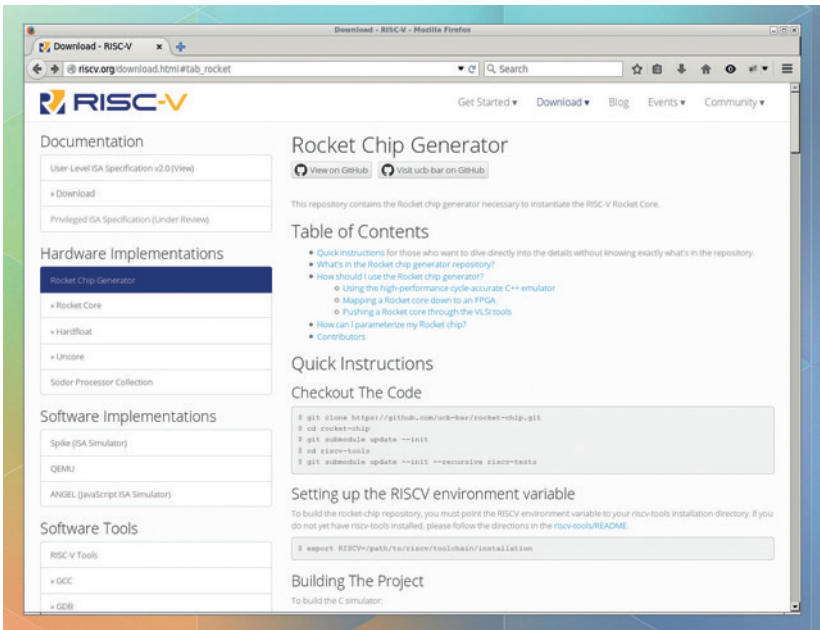 Download - RISC-V - Mozilla Firefox
Download - RISC-V
riscv.org/download.html#tab_rocket
Search
RISC-V
Get Started Download Blog Events Community
Documentation
User-Level ISA Specification v2.0 (View)
» Download
Privileged ISA Specification (Under Review)
Hardware Implementations
Rocket Chip Generator
» Rocket Core
» Hardfloat
» Uncore
Sodor Processor Collection
Software Implementations
Spike (ISA Simulator)
QEMU
ANGEL (JavaScript ISA Simulator)
Software Tools
RISC-V Tools
» GCC
» GDB
Rocket Chip Generator
View on GitHub Visit ucb-bar on GitHub
This repository contains the Rocket chip generator necessary to instantiate the RISC-V Rocket Core.
Table of Contents
Quick instructions for those who want to dive directly into the details without knowing exactly what's in the repository.
What's in the Rocket chip generator repository?
How should I use the Rocket chip generator?
Using the high-performance cycle-accurate C++ emulator
Mapping a Rocket core down to an FPGA
Pushing a Rocket core through the VLSI tools
How can I parameterize my Rocket chip?
Contributors
Quick Instructions
Checkout The Code
$ git clone https://github.com/ucb-bar/rocket-chip.git
$ cd rocket-chip
$ git submodule update --init
$ cd riscv-tools
$ git submodule update --init --recursive riscv-tests
Setting up the RISCV environment variable
To build the rocket-chip repository, you must point the RISCV environment variable to your riscv-tools installation directory. If you
do not yet have riscv-tools installed, please follow the directions in the riscv-tools/README.
$ export RISCV=/path/to/riscv/toolchain/installation
Building The Project
To build the C simulator: